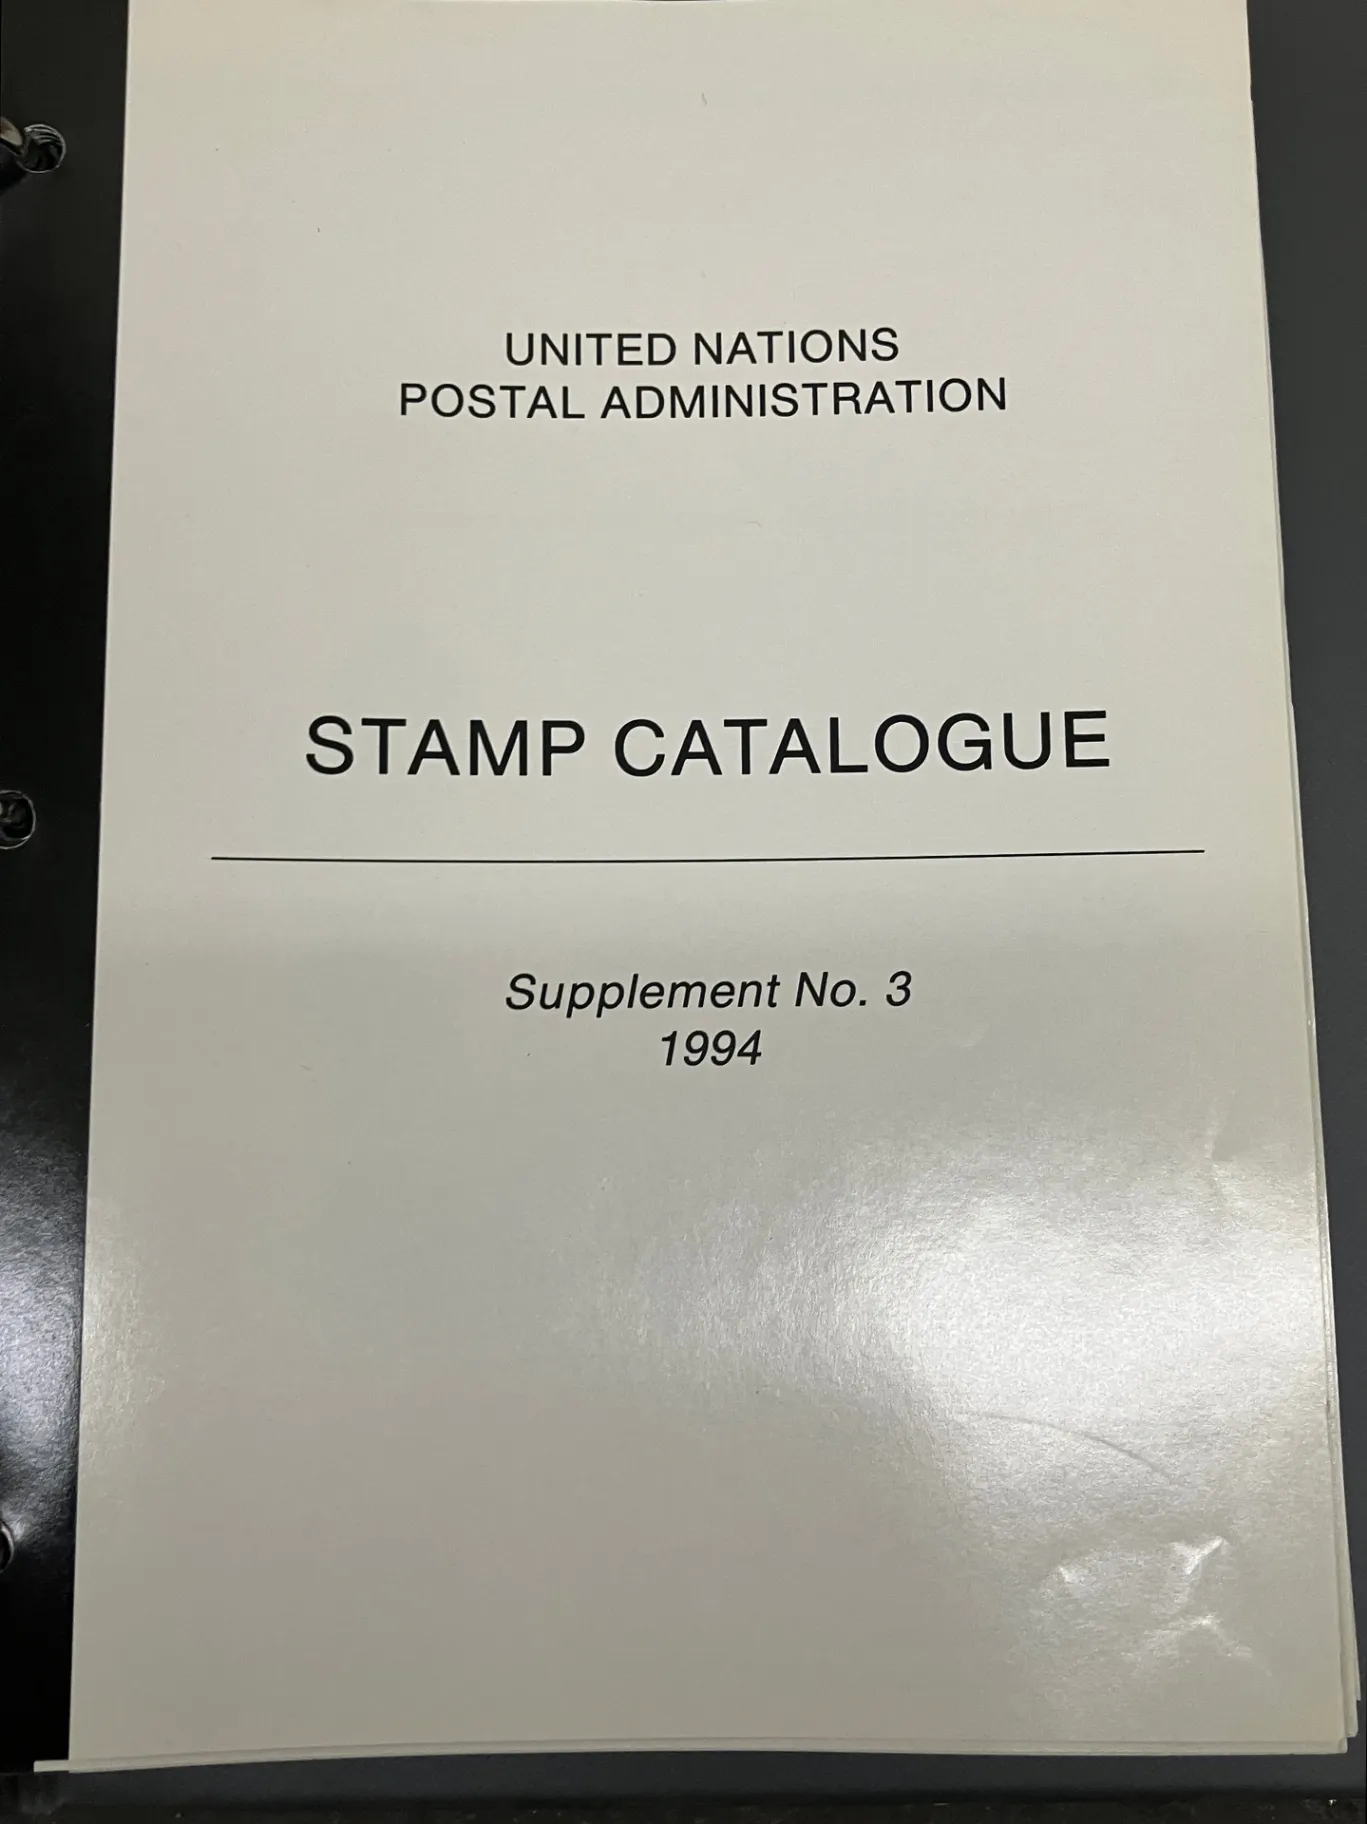 UNITED NATIONS
POSTAL ADMINISTRATION
STAMP CATALOGUE
Supplement No. 3
1994